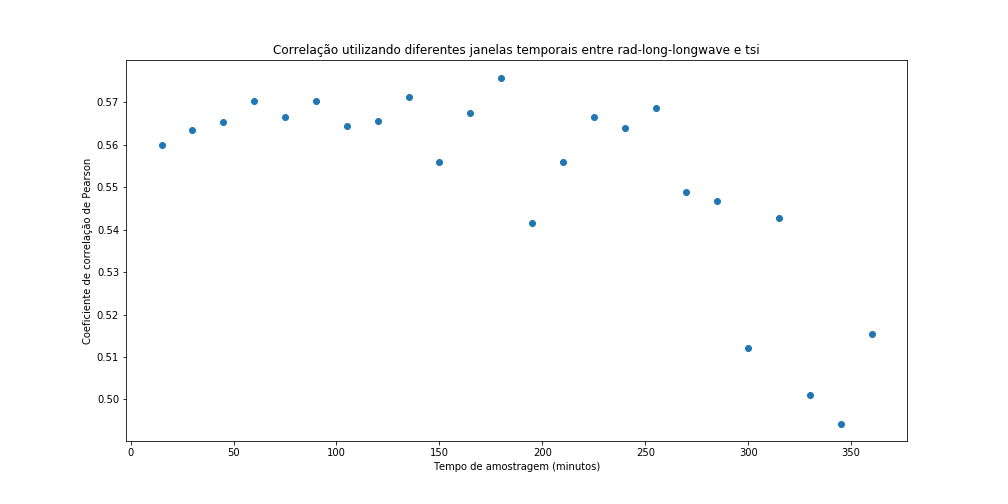 Correlação utilizando diferentes janelas temporais entre rad-long-longwave e tsi
Coeficiente de correlação de Pearson
0.57
0.56
0.55
0.54
0.53
0.52
0.51
0.50
0 50 100 150 200 250 300 350
Tempo de amostragem (minutos)